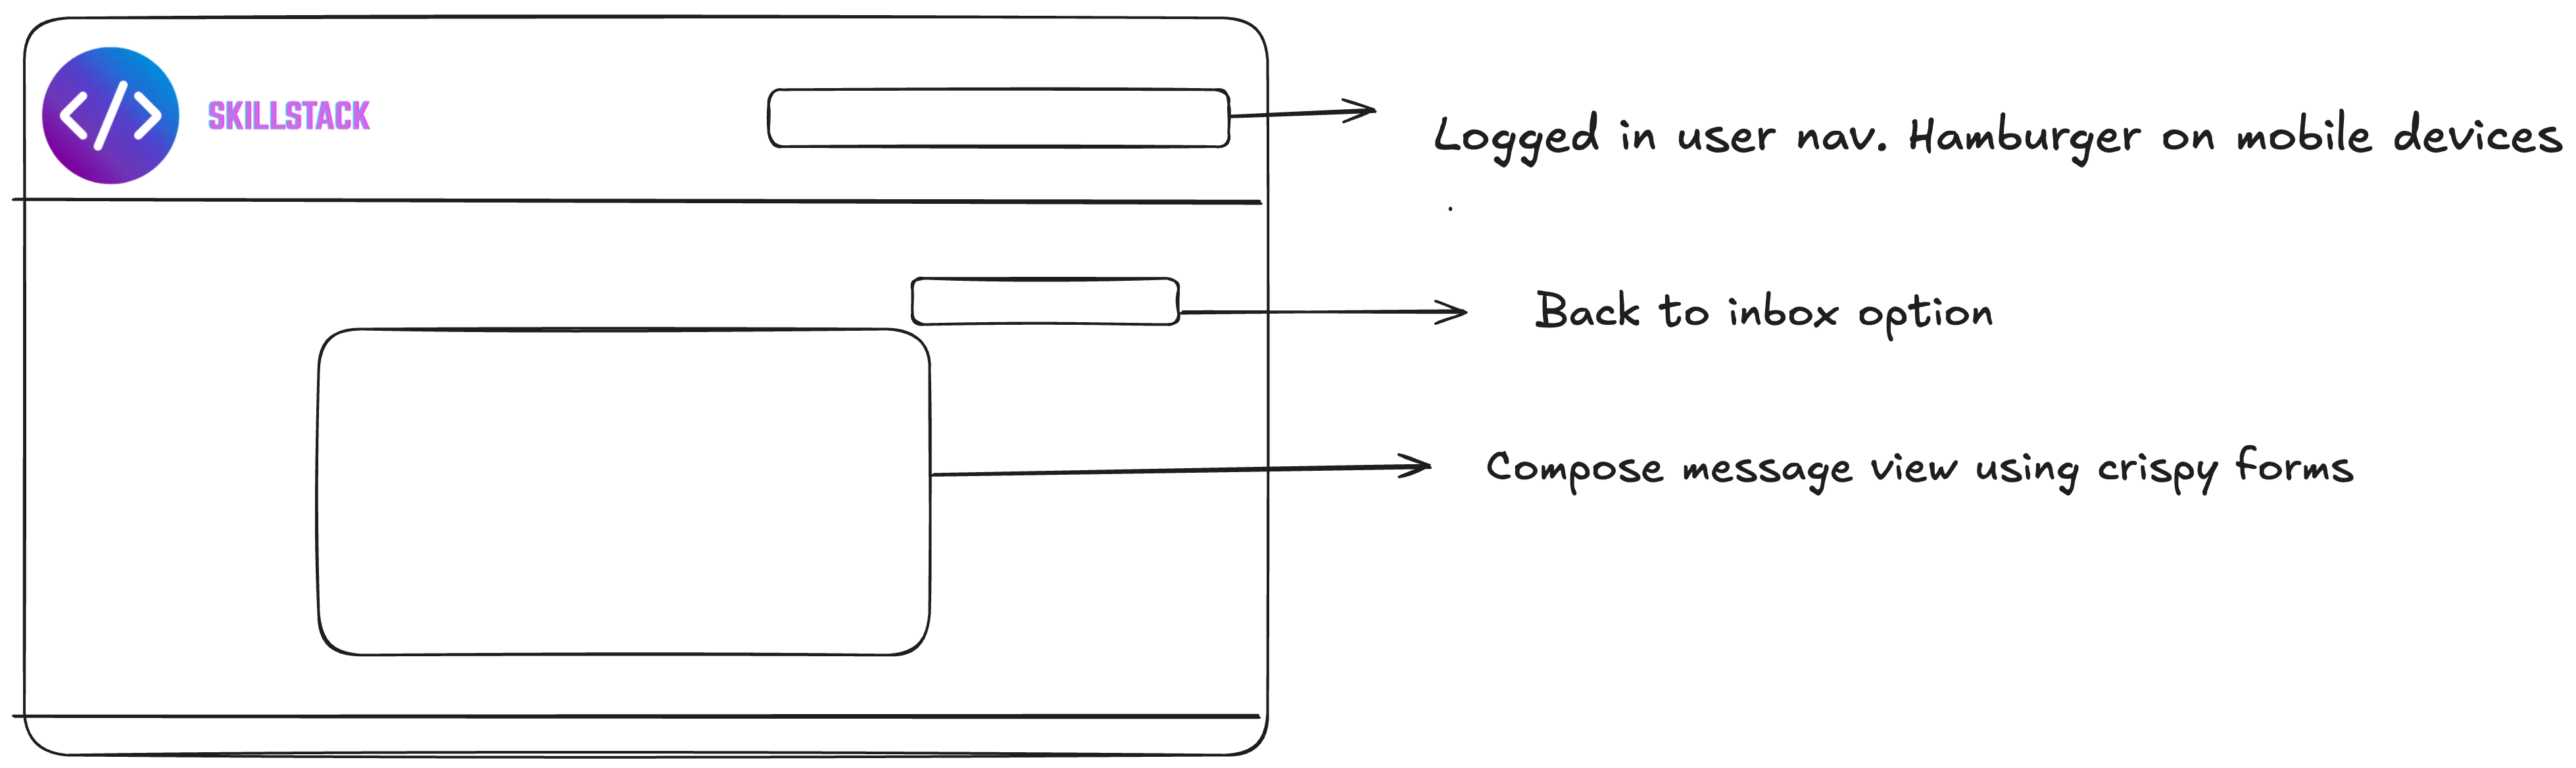 </>
SKILLSTACK
Logged in user nav. Hamburger on mobile devices
.
Back to inbox option
Compose message view using crispy forms